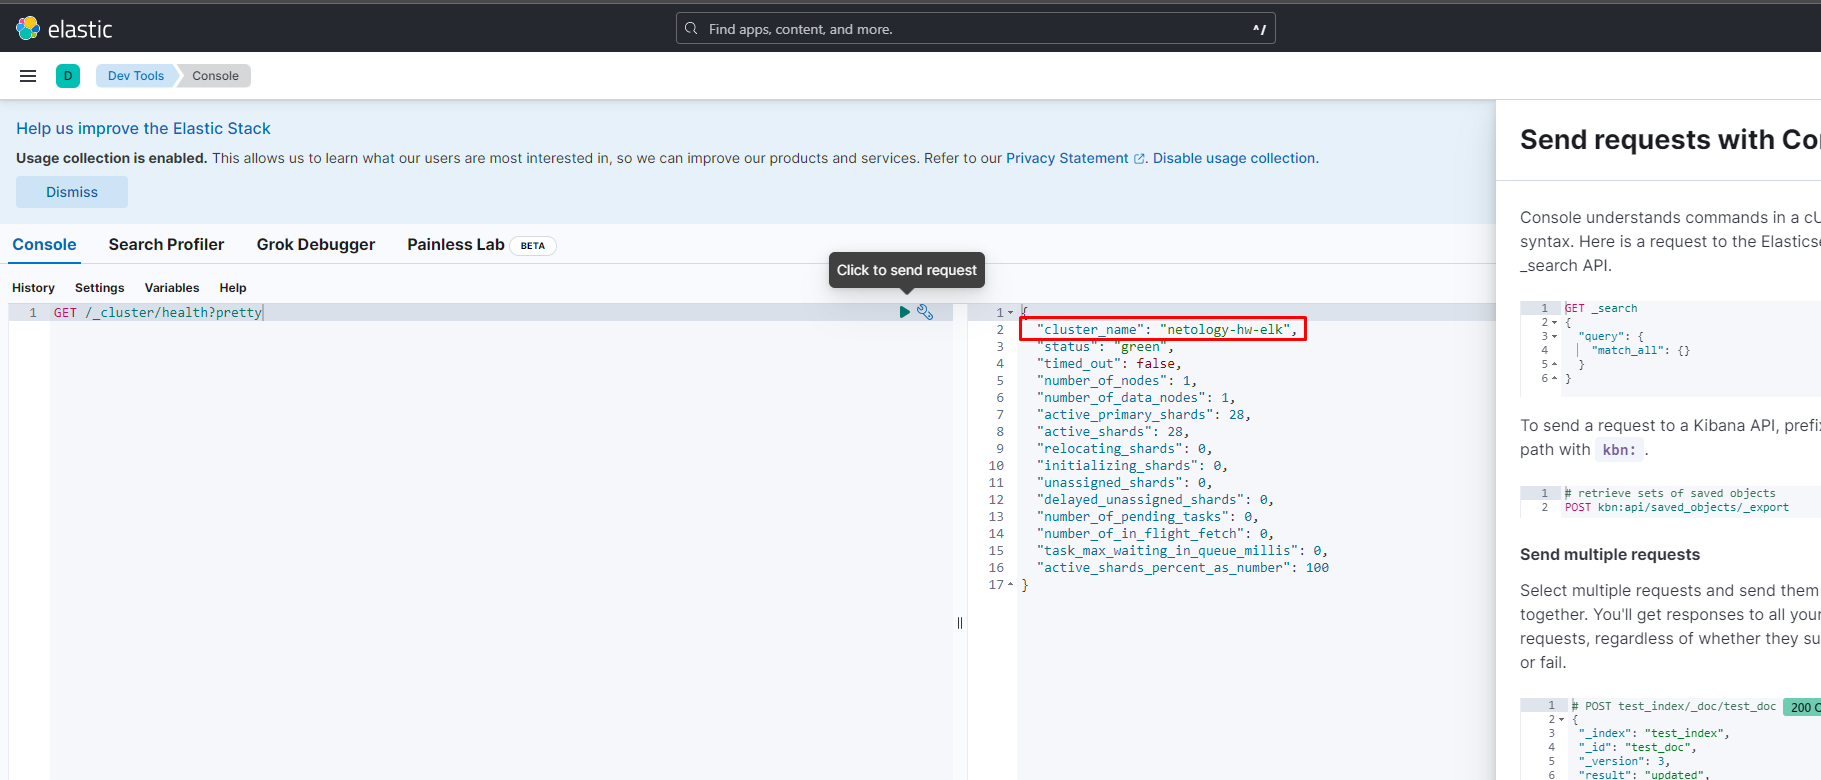 elastic
Find apps, content, and more.
^/
D
Dev Tools
Console
Help us improve the Elastic Stack
Usage collection is enabled. This allows us to learn what our users are most interested in, so we can improve our products and services. Refer to our Privacy Statement. Disable usage collection.
Dismiss
Console
Search Profiler
Grok Debugger
Painless Lab
BETA
Click to send request
History
Settings
Variables
Help
1 GET /_cluster/health?pretty
1 {
2 "cluster_name": "netology-hw-elk",
3 "status": "green",
4 "timed_out": false,
5 "number_of_nodes": 1,
6 "number_of_data_nodes": 1,
7 "active_primary_shards": 28,
8 "active_shards": 28,
9 "relocating_shards": 0,
10 "initializing_shards": 0,
11 "unassigned_shards": 0,
12 "delayed_unassigned_shards": 0,
13 "number_of_pending_tasks": 0,
14 "number_of_in_flight_fetch": 0,
15 "task_max_waiting_in_queue_millis": 0,
16 "active_shards_percent_as_number": 100
17 }
Send requests with Co
Console understands commands in a cU
syntax. Here is a request to the Elasticse
_search API.
1 GET _search
2 {
3 "query": {
4 "match_all": {}
5 }
6 }
To send a request to a Kibana API, prefix
path with kbn: .
1 # retrieve sets of saved objects
2 POST kbn:api/saved_objects/_export
Send multiple requests
Select multiple requests and send them
together. You'll get responses to all your
requests, regardless of whether they su
or fail.
1 # POST test_index/_doc/test_doc
200 O
2 {
3 "_index": "test_index",
4 "_id": "test_doc",
5 "_version": 3,
6 "result": "updated",